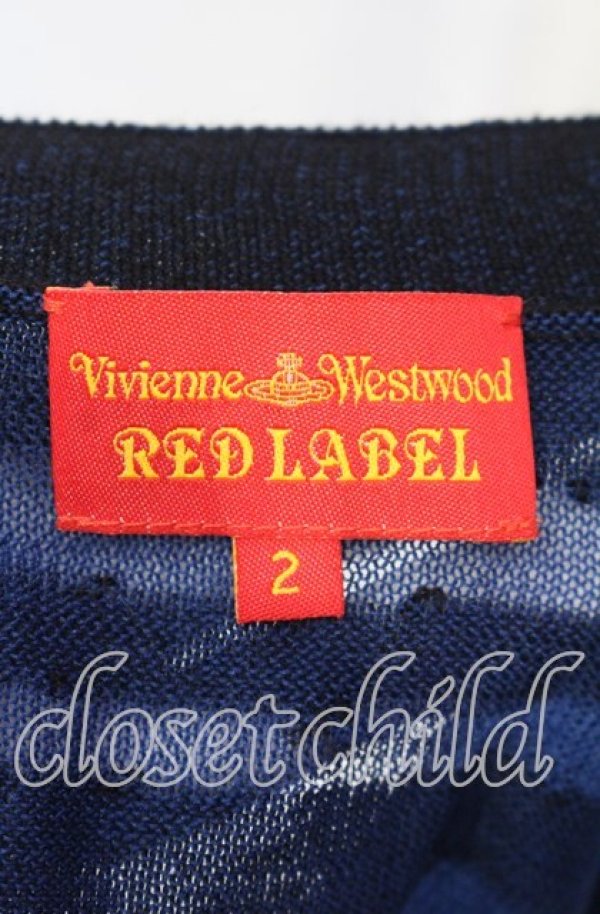 Vivienne Westwood
RED LABEL
2
closet child